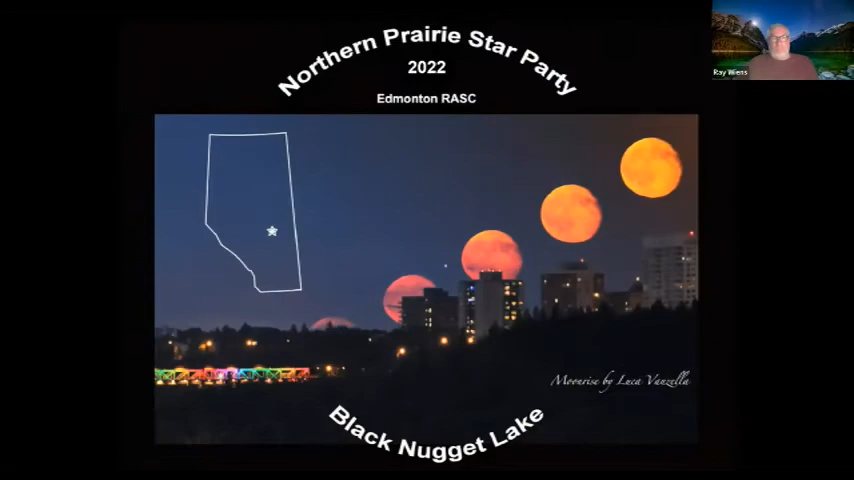 Northern Prairie Star Party
2022
Edmonton RASC
Ray Wiens
Moonrise by Luca Vanzella
Black Nugget Lake